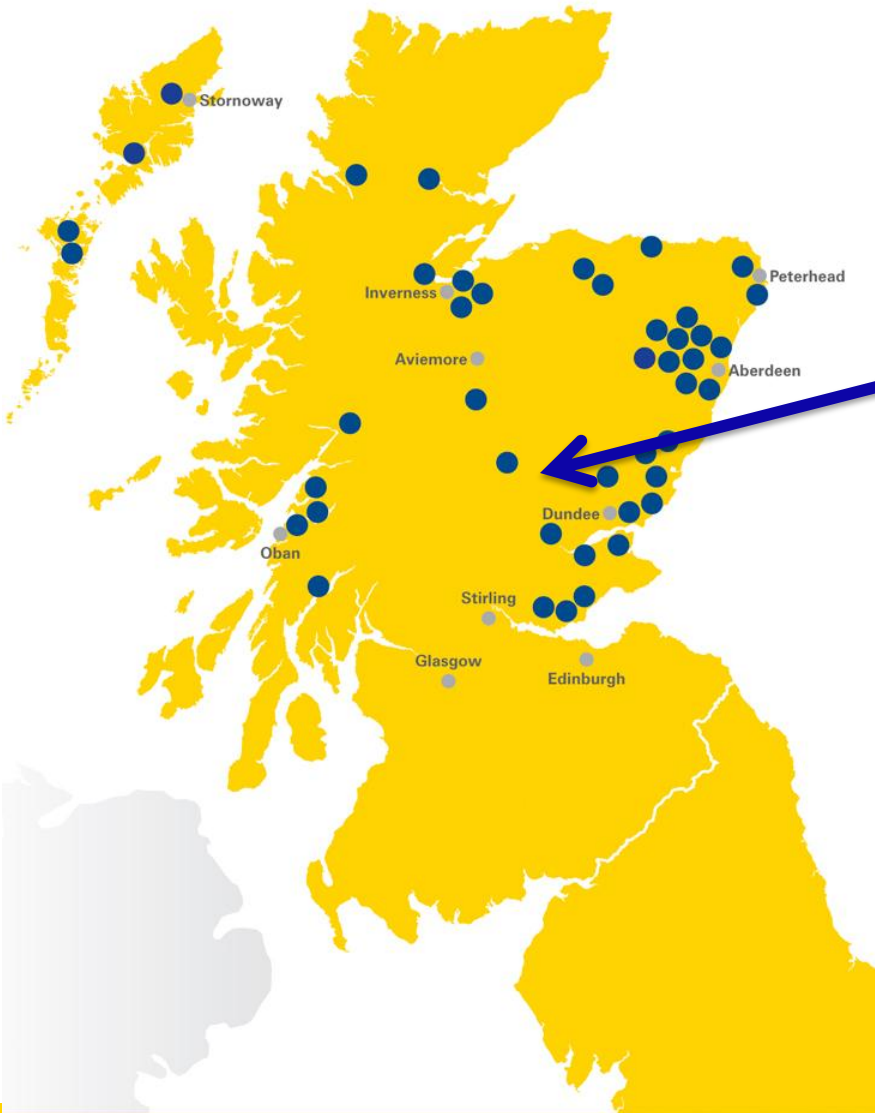 Stornoway
Inverness
Peterhead
Aviemore
Aberdeen
Dundee
Oban
Stirling
Glasgow
Edinburgh